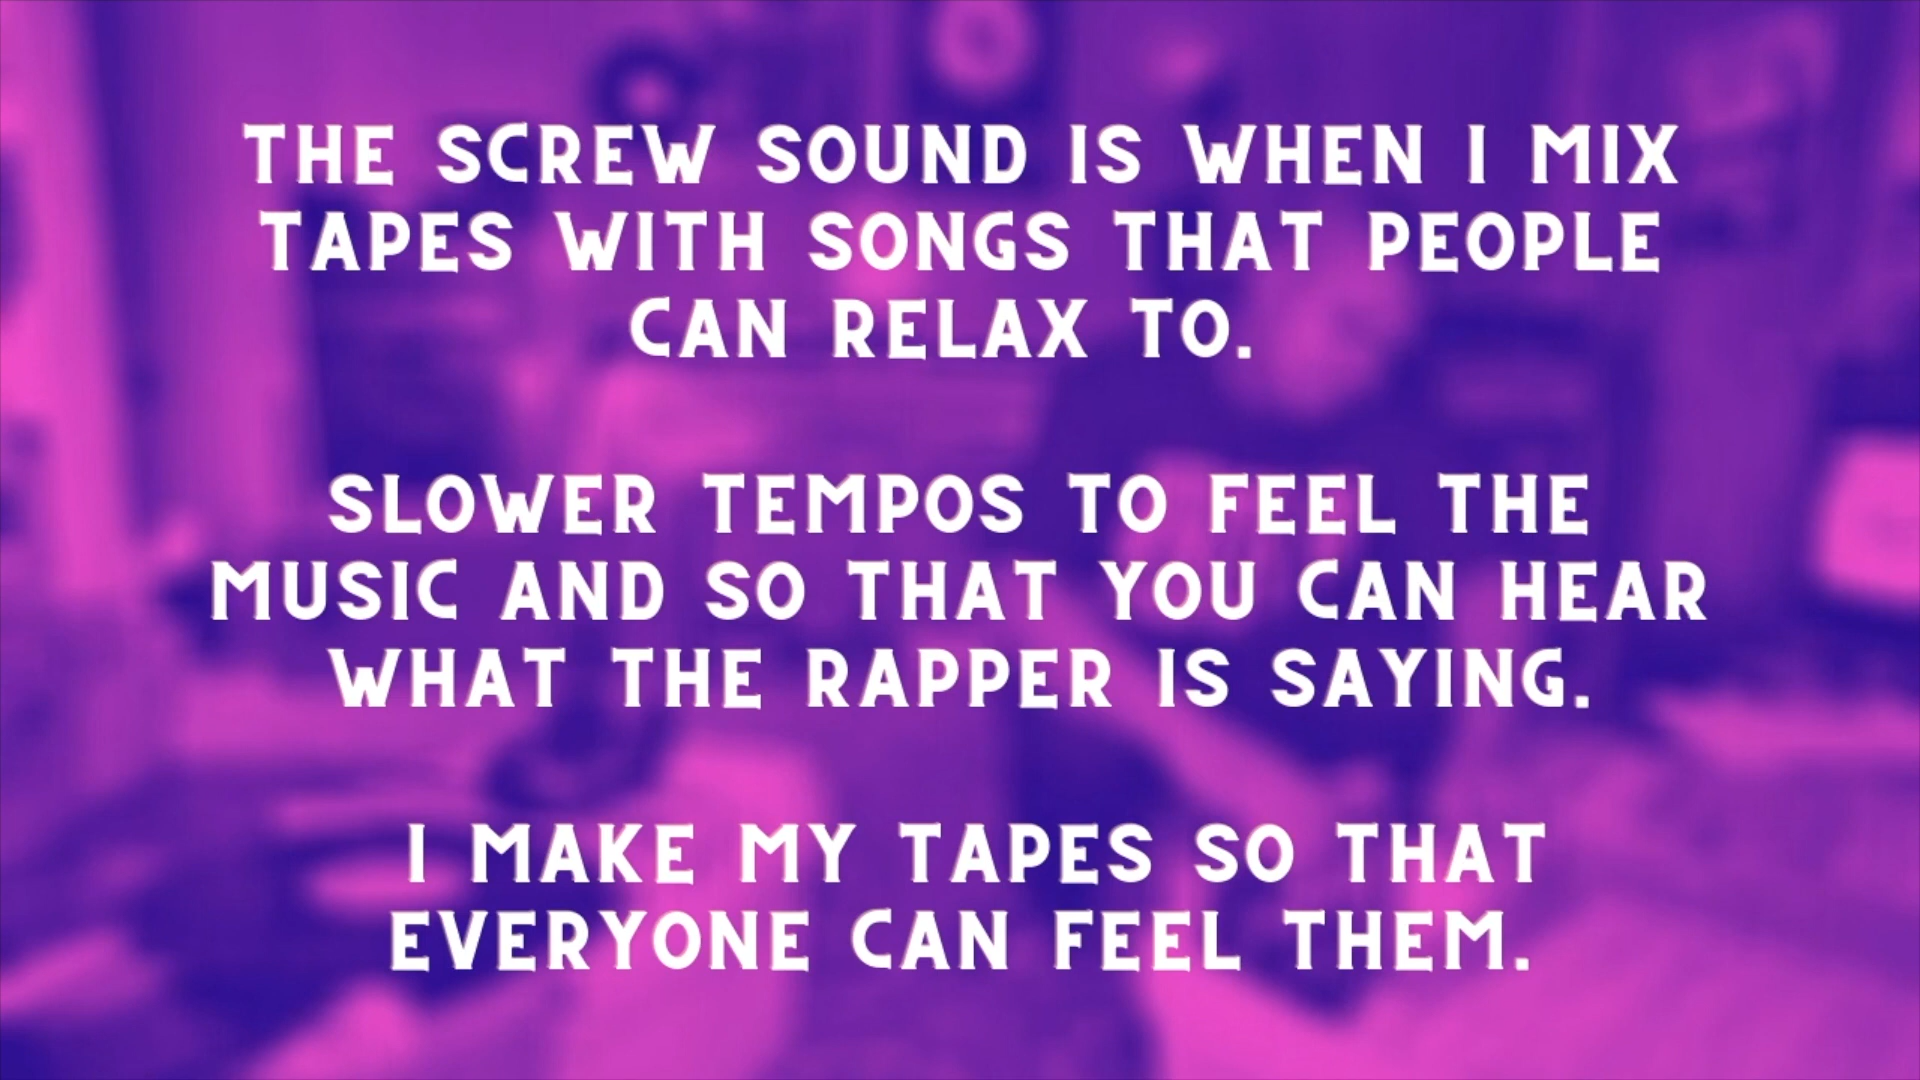 THE SCREW SOUND IS WHEN I MIX
TAPES WITH SONGS THAT PEOPLE
CAN RELAX TO.
SLOWER TEMPOS TO FEEL THE
MUSIC AND SO THAT YOU CAN HEAR
WHAT THE RAPPER IS SAYING.
I MAKE MY TAPES SO THAT
EVERYONE CAN FEEL THEM.